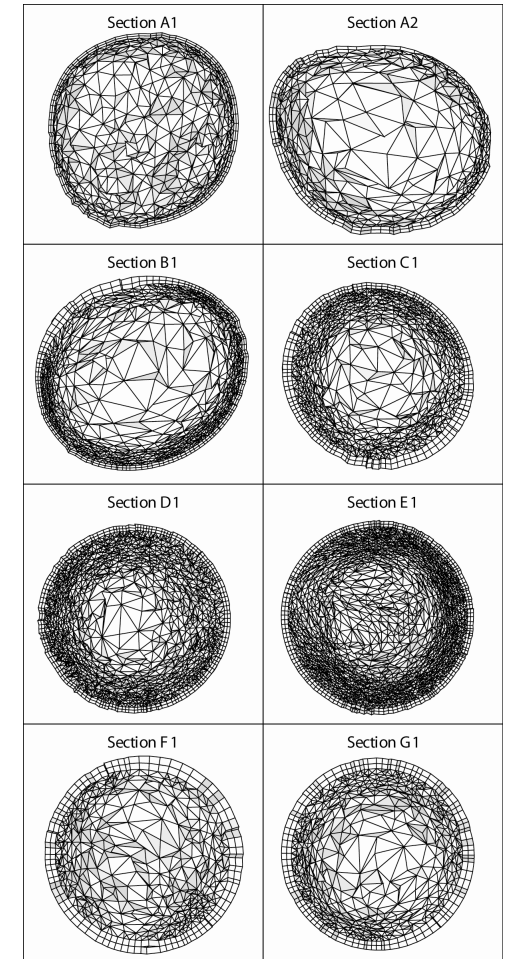 Section A1
Section A2
Section B1
Section C1
Section D1
Section E1
Section F1
Section G1